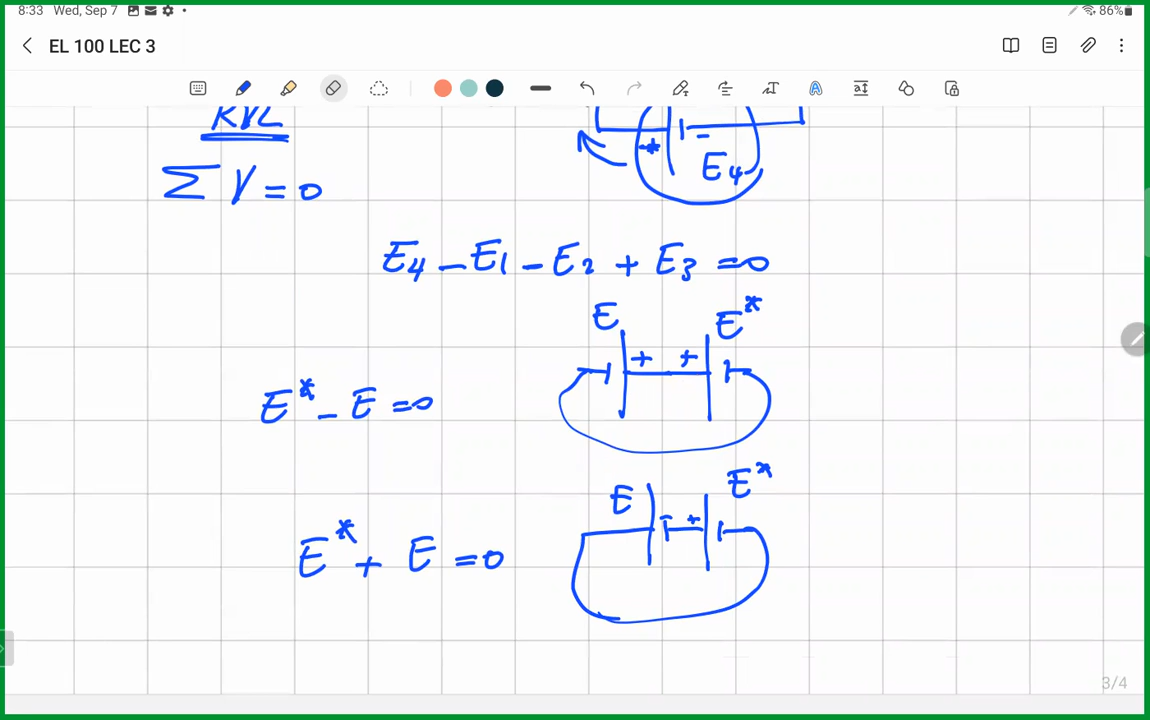 8:33 Wed, Sep 7 86%
EL 100 LEC 3
KVL
Σ V = 0
+ −
E4
E4 − E1 − E2 + E3 = 0
E E*
+ +
E* − E = 0
E E*
− +
E* + E = 0
3/4